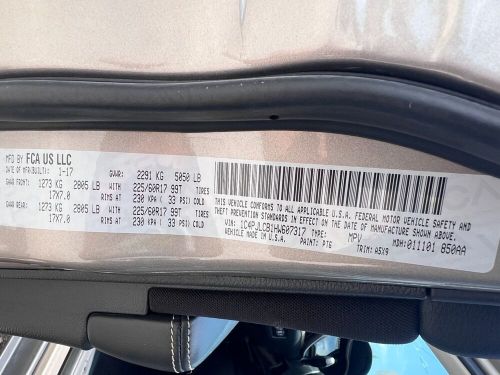 MFD BY FCA US LLC
DATE OF MFR(BUILT): 1-17 GVWR: 2291 KG 5050 LB
GAWR FRONT: 1273 KG 2805 LB WITH 225/60R17 99T TIRES
17X7.0 RIMS AT 230 KPA ( 33 PSI) COLD
GAWR REAR: 1273 KG 2805 LB WITH 225/60R17 99T TIRES
17X7.0 RIMS AT 230 KPA ( 33 PSI) COLD
THIS VEHICLE CONFORMS TO ALL APPLICABLE U.S.A. FEDERAL MOTOR VEHICLE SAFETY AND
THEFT PREVENTION STANDARDS IN EFFECT ON THE DATE OF MANUFACTURE SHOWN ABOVE.
VIN: 1C4PJLCB1HW607317 TYPE: MPV MDH: 011101 850AA
VEHICLE MADE IN U.S.A. PAINT: PTG TRIM: A5X9